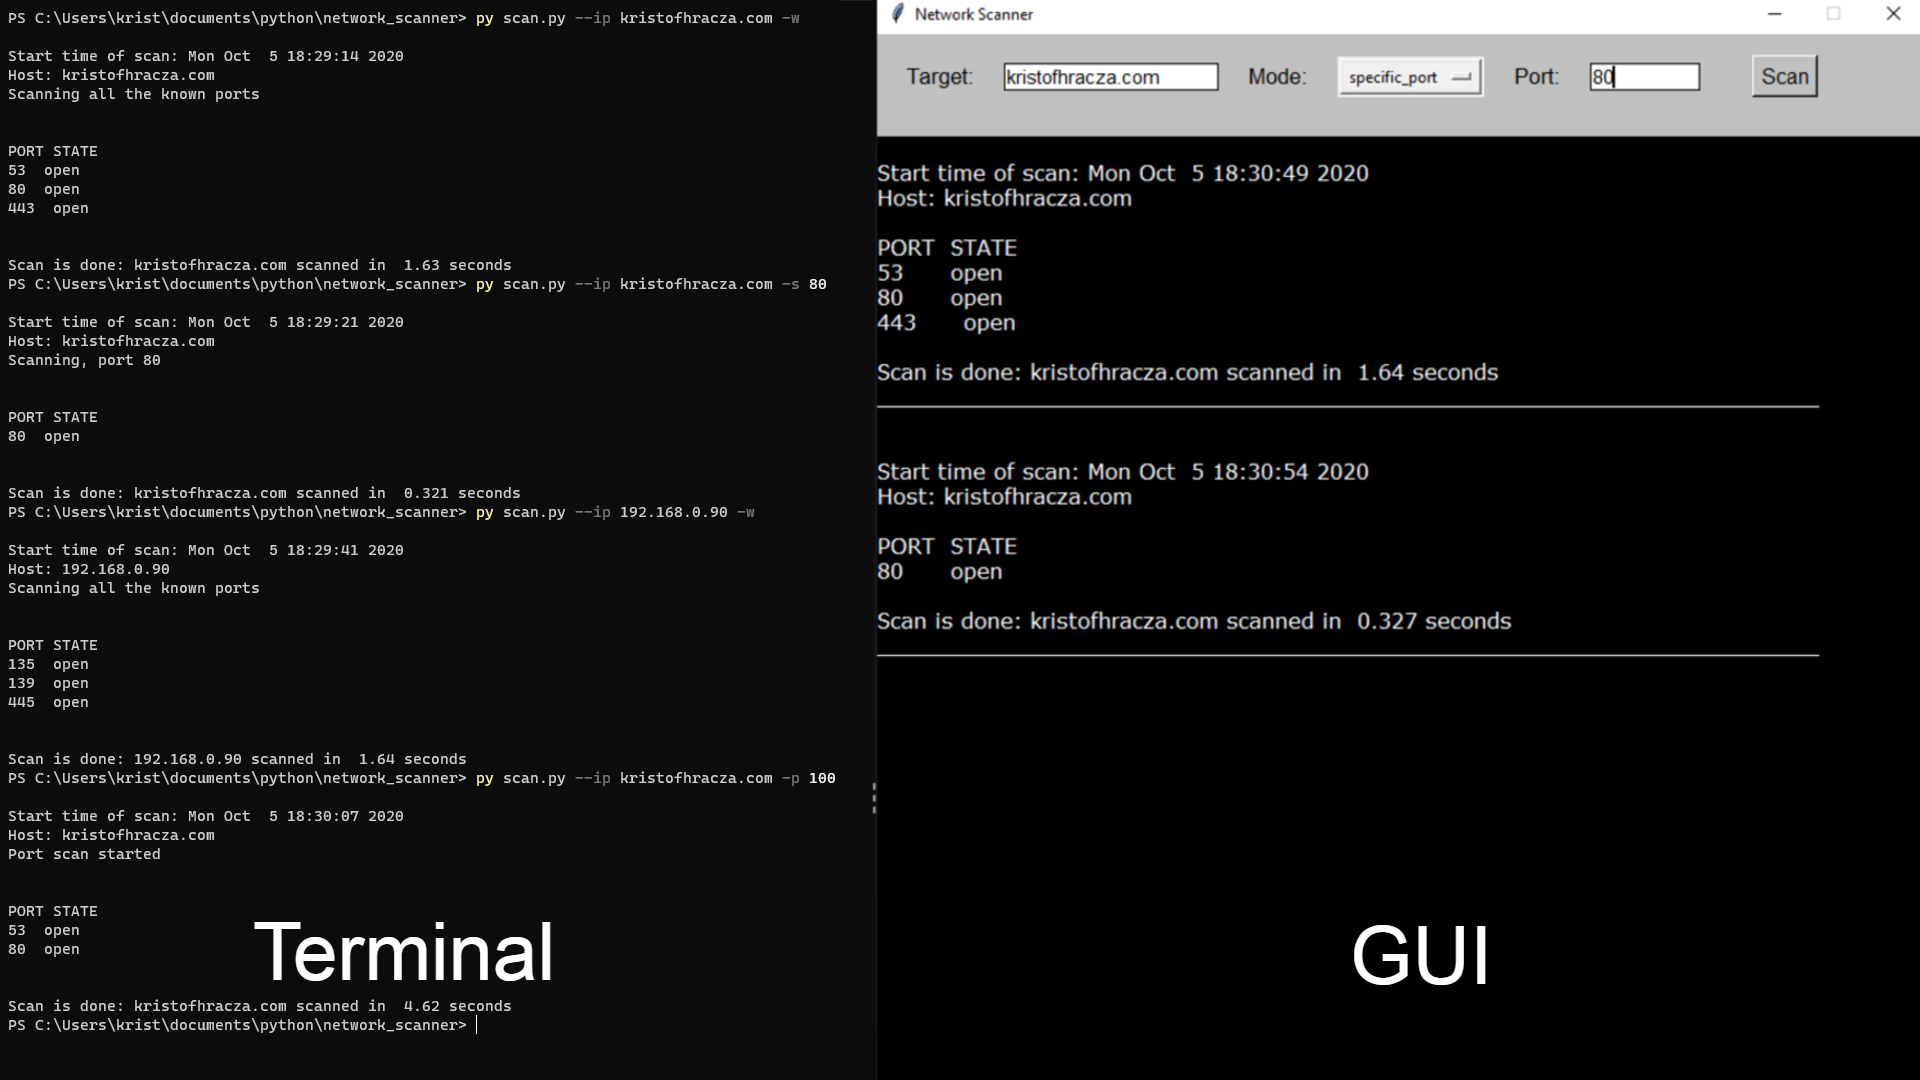 PS C:\Users\krist\documents\python\network_scanner> py scan.py --ip kristofhracza.com -w
Start time of scan: Mon Oct  5 18:29:14 2020
Host: kristofhracza.com
Scanning all the known ports
PORT STATE
53  open
80  open
443  open
Scan is done: kristofhracza.com scanned in  1.63 seconds
PS C:\Users\krist\documents\python\network_scanner> py scan.py --ip kristofhracza.com -s 80
Start time of scan: Mon Oct  5 18:29:21 2020
Host: kristofhracza.com
Scanning, port 80
PORT STATE
80  open
Scan is done: kristofhracza.com scanned in  0.321 seconds
PS C:\Users\krist\documents\python\network_scanner> py scan.py --ip 192.168.0.90 -w
Start time of scan: Mon Oct  5 18:29:41 2020
Host: 192.168.0.90
Scanning all the known ports
PORT STATE
135  open
139  open
445  open
Scan is done: 192.168.0.90 scanned in  1.64 seconds
PS C:\Users\krist\documents\python\network_scanner> py scan.py --ip kristofhracza.com -p 100
Start time of scan: Mon Oct  5 18:30:07 2020
Host: kristofhracza.com
Port scan started
PORT STATE
53  open
80  open
Scan is done: kristofhracza.com scanned in  4.62 seconds
PS C:\Users\krist\documents\python\network_scanner>
Terminal
Network Scanner
Target: kristofhracza.com Mode: specific_port Port: 80 Scan
Start time of scan: Mon Oct  5 18:30:49 2020
Host: kristofhracza.com
PORT  STATE
53  open
80  open
443  open
Scan is done: kristofhracza.com scanned in  1.64 seconds
Start time of scan: Mon Oct  5 18:30:54 2020
Host: kristofhracza.com
PORT  STATE
80  open
Scan is done: kristofhracza.com scanned in  0.327 seconds
GUI